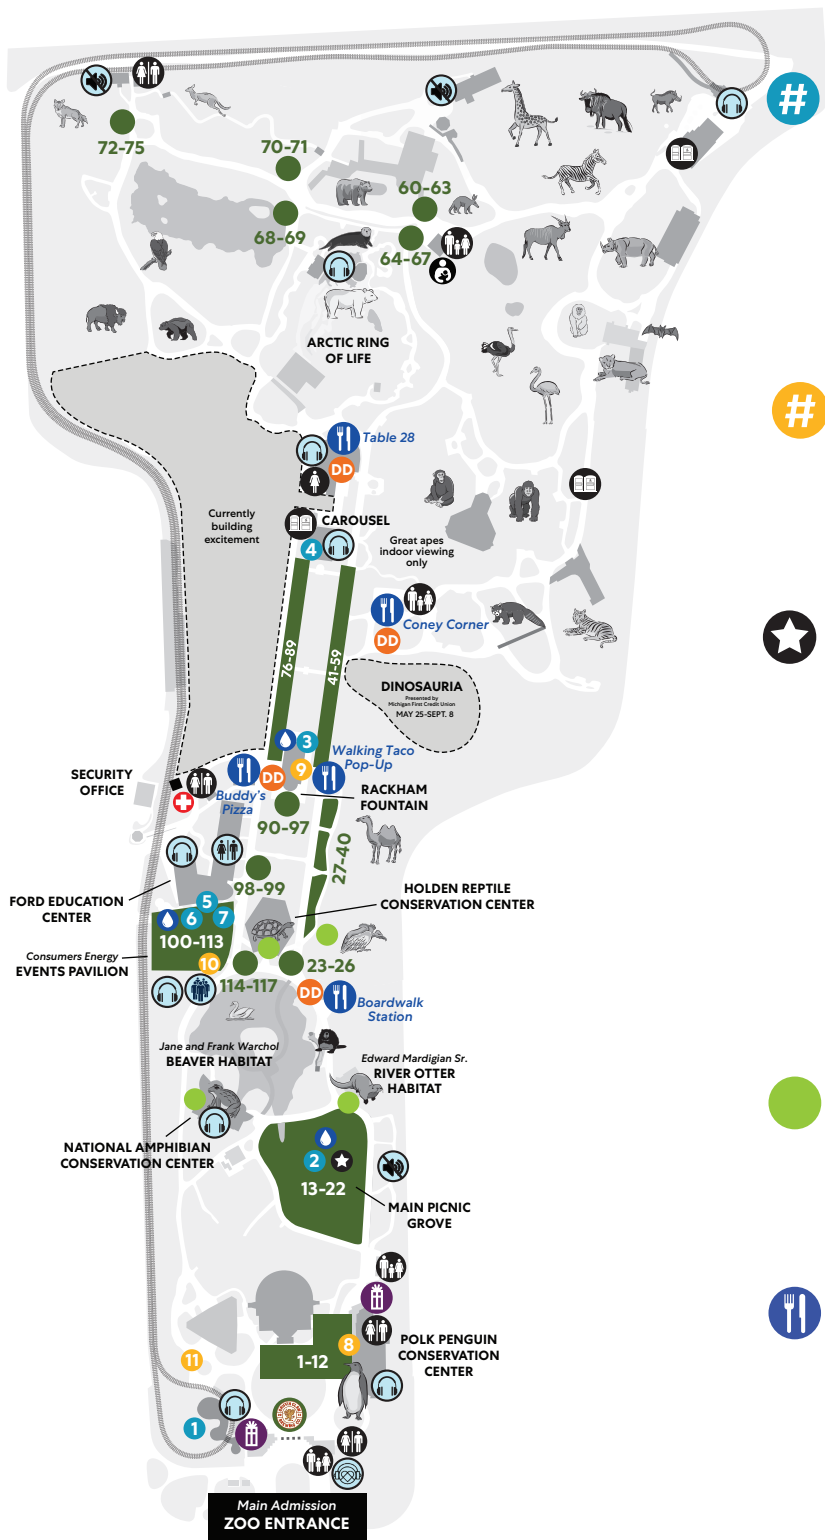 #
72-75
70-71
60-63
68-69
64-67
ARCTIC RING
OF LIFE
#
Table 28
DD
Currently
building
excitement
CAROUSEL
4
Great apes
indoor viewing
only
Coney Corner
DD
76-89
41-59
DINOSAURIA
Presented by
Michigan First Credit Union
MAY 25-SEPT. 8
3
Walking Taco
Pop-Up
9
DD
SECURITY
OFFICE
Buddy's
Pizza
RACKHAM
FOUNTAIN
90-97
27-40
98-99
FORD EDUCATION
CENTER
HOLDEN REPTILE
CONSERVATION CENTER
5
6
7
100-113
Consumers Energy
EVENTS PAVILION
10
114-117
23-26
DD
Boardwalk
Station
Jane and Frank Warchol
BEAVER HABITAT
Edward Mardigian Sr.
RIVER OTTER
HABITAT
NATIONAL AMPHIBIAN
CONSERVATION CENTER
2
13-22
MAIN PICNIC
GROVE
8
1-12
POLK PENGUIN
CONSERVATION
CENTER
11
1
Main Admission
ZOO ENTRANCE